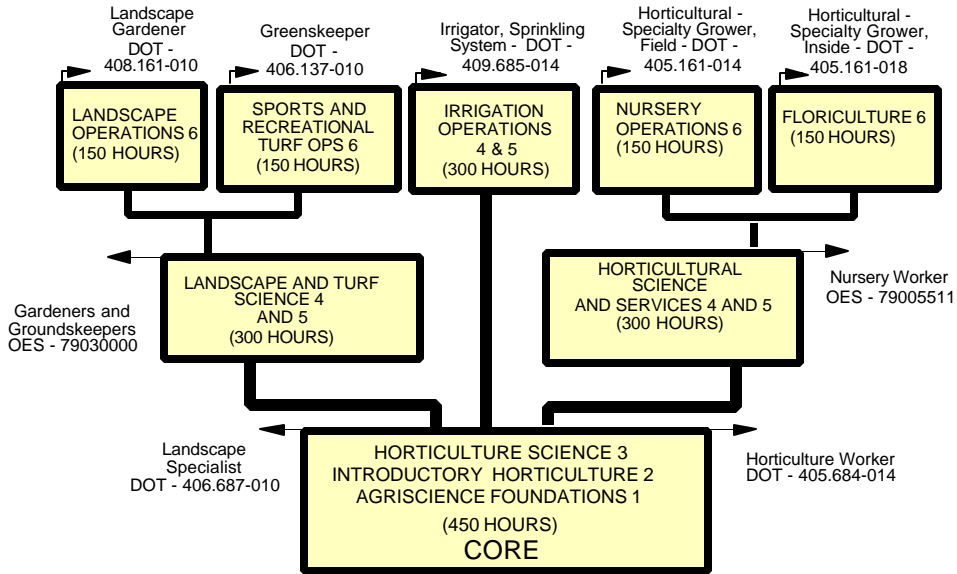 Landscape
Gardener
DOT -
408.161-010
Greenskeeper
DOT -
406.137-010
Irrigator, Sprinkling
System - DOT -
409.685-014
Horticultural -
Specialty Grower,
Field - DOT -
405.161-014
Horticultural -
Specialty Grower,
Inside - DOT -
405.161-018
LANDSCAPE
OPERATIONS 6
(150 HOURS)
SPORTS AND
RECREATIONAL
TURF OPS 6
(150 HOURS)
IRRIGATION
OPERATIONS
4 & 5
(300 HOURS)
NURSERY
OPERATIONS 6
(150 HOURS)
FLORICULTURE 6
(150 HOURS)
LANDSCAPE AND TURF
SCIENCE 4
AND 5
(300 HOURS)
HORTICULTURAL
SCIENCE
AND SERVICES 4 AND 5
(300 HOURS)
Gardeners and
Groundskeepers
OES - 79030000
Nursery Worker
OES - 79005511
Landscape
Specialist
DOT - 406.687-010
HORTICULTURE SCIENCE 3
INTRODUCTORY HORTICULTURE 2
AGRISCIENCE FOUNDATIONS 1
(450 HOURS)
CORE
Horticulture Worker
DOT - 405.684-014